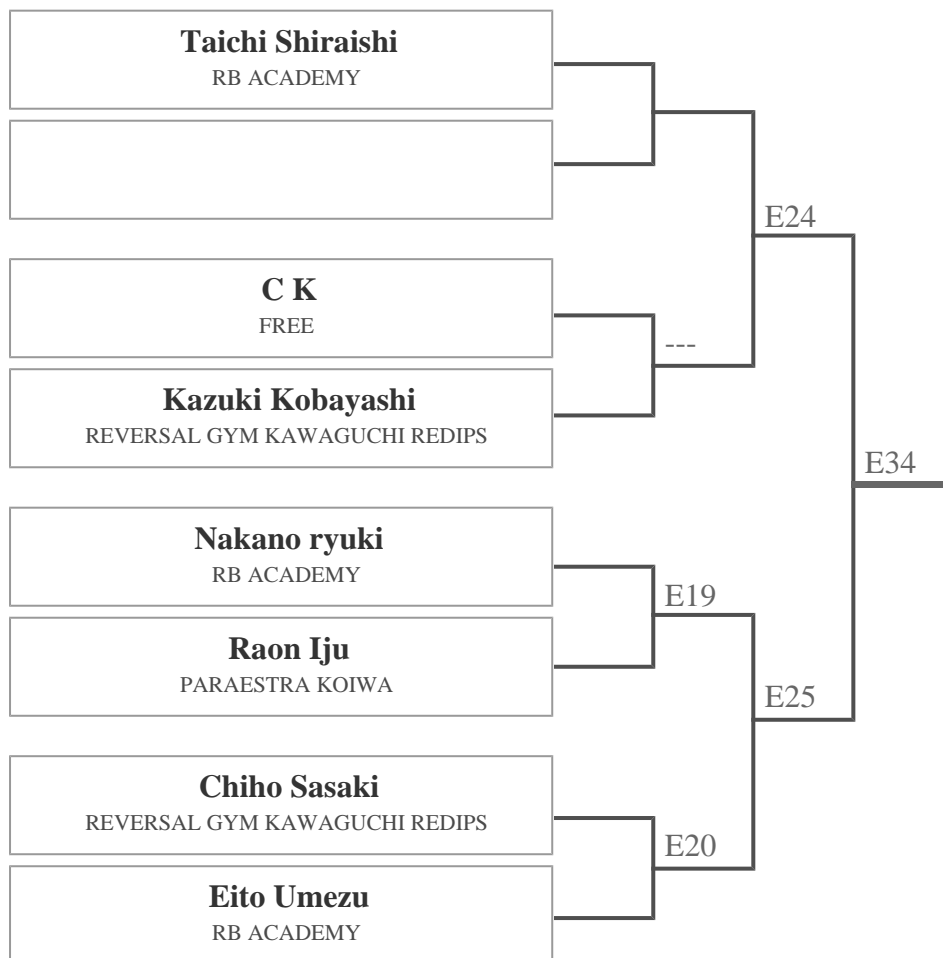 Taichi Shiraishi
RB ACADEMY
E24
C K
FREE
---
Kazuki Kobayashi
REVERSAL GYM KAWAGUCHI REDIPS
E34
Nakano ryuki
RB ACADEMY
E19
Raon Iju
PARAESTRA KOIWA
E25
Chiho Sasaki
REVERSAL GYM KAWAGUCHI REDIPS
E20
Eito Umezu
RB ACADEMY